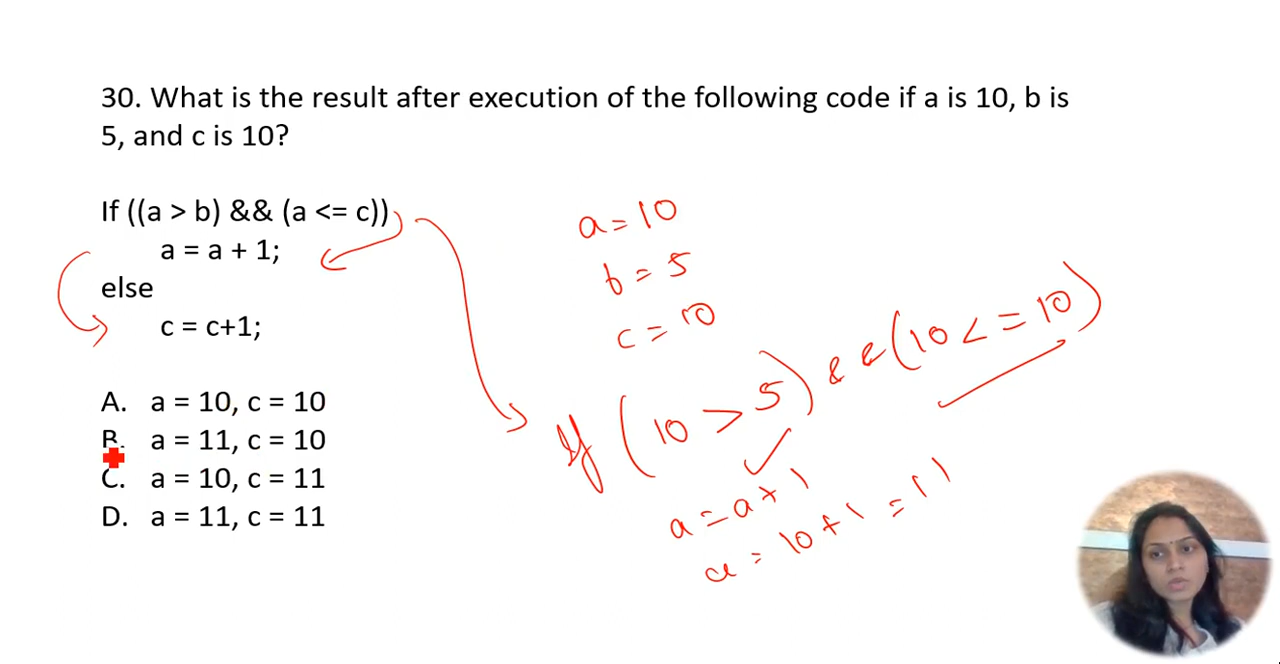 30. What is the result after execution of the following code if a is 10, b is
5, and c is 10?
If ((a > b) && (a <= c))
a = a + 1;
else
c = c+1;
A. a = 10, c = 10
B. a = 11, c = 10
C. a = 10, c = 11
D. a = 11, c = 11
a = 10
b = 5
c = 10
If (10 > 5) && (10 <= 10)
a = a + 1
a = 10 + 1 = 11